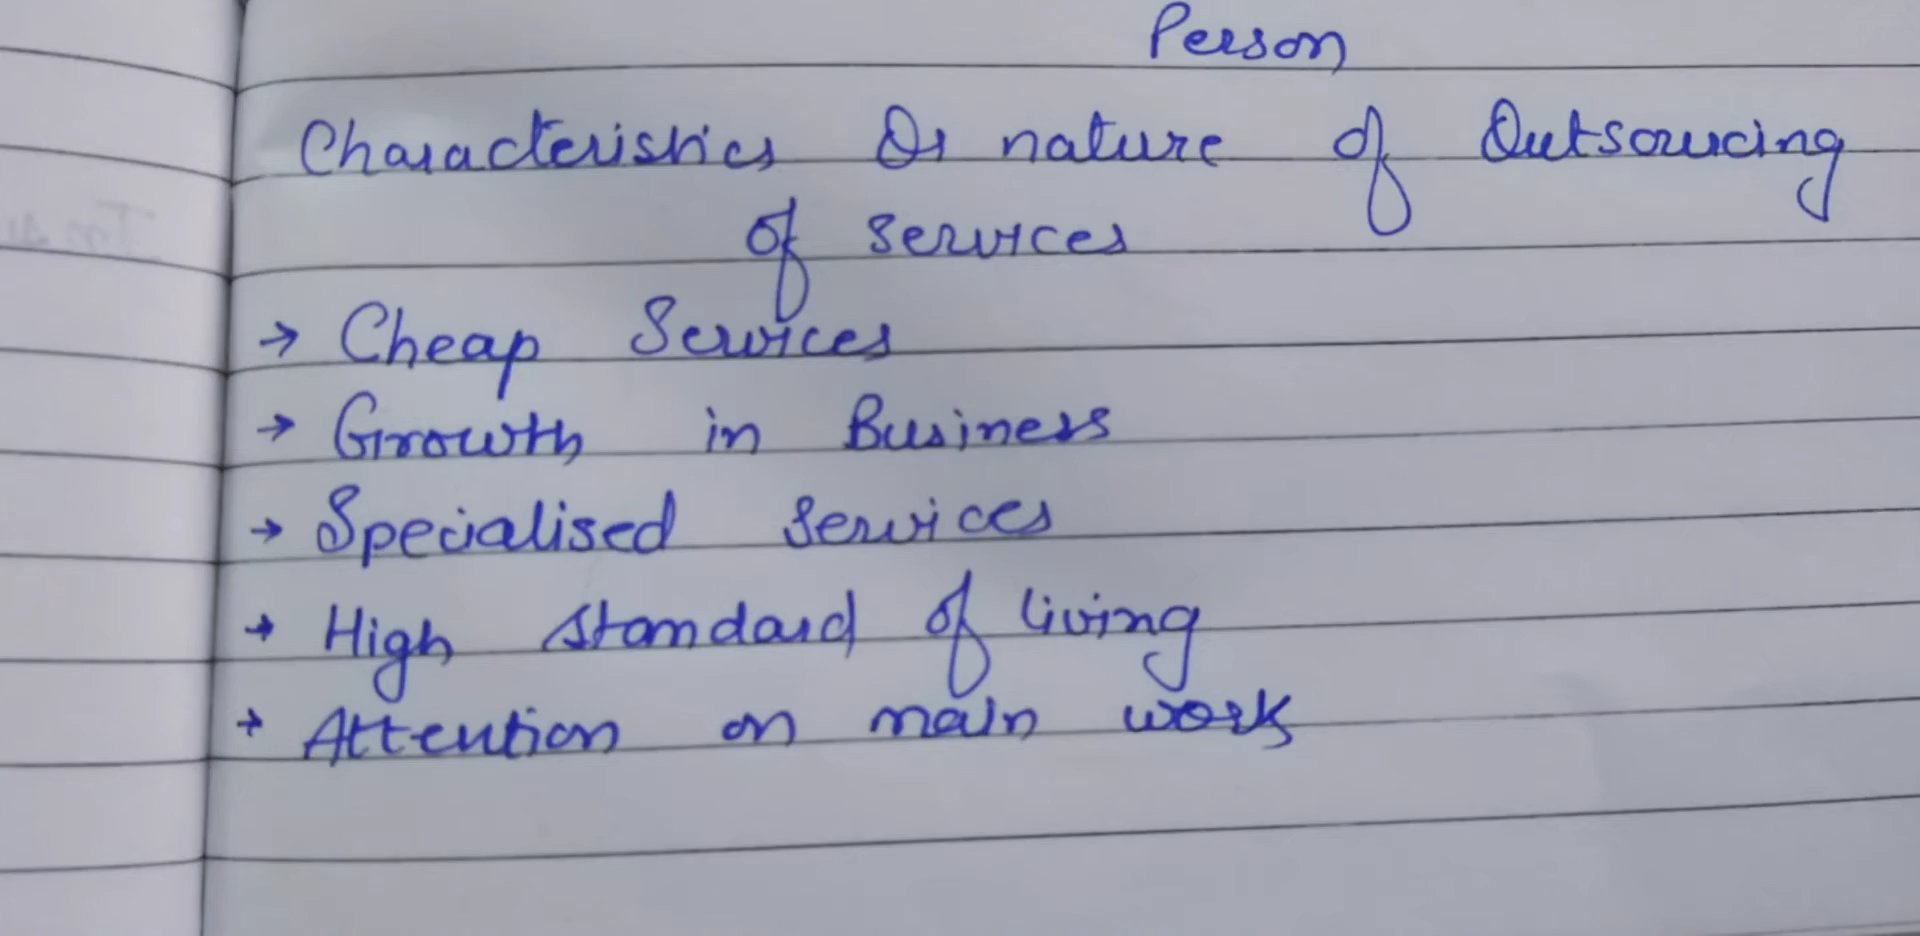 Person
Characteristics Or nature of Outsourcing
of services
→ Cheap Services
→ Growth in Business
→ Specialised Services
→ High standard of living
→ Attention on main work